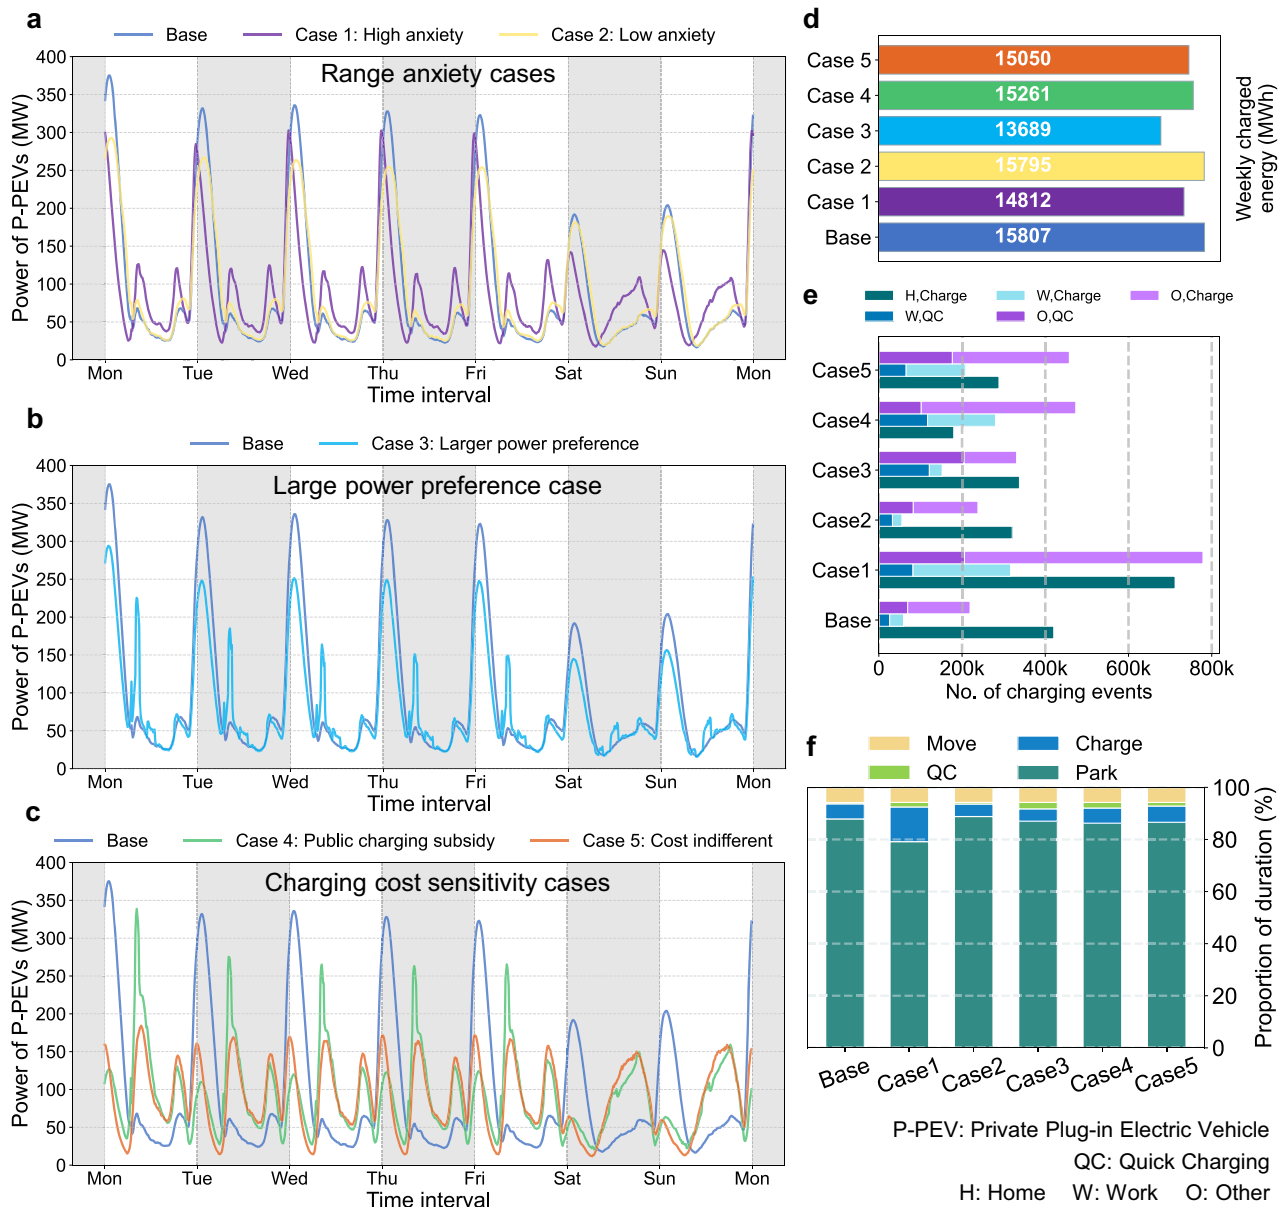 a
Base
Case 1: High anxiety
Case 2: Low anxiety
Range anxiety cases
Power of P-PEVs (MW)
400
350
300
250
200
150
100
50
0
Mon Tue Wed Thu Fri Sat Sun Mon
Time interval
b
Base
Case 3: Larger power preference
Large power preference case
Power of P-PEVs (MW)
400
350
300
250
200
150
100
50
0
Mon Tue Wed Thu Fri Sat Sun Mon
Time interval
c
Base
Case 4: Public charging subsidy
Case 5: Cost indifferent
Charging cost sensitivity cases
Power of P-PEVs (MW)
400
350
300
250
200
150
100
50
0
Mon Tue Wed Thu Fri Sat Sun Mon
Time interval
d
Case 5 15050
Case 4 15261
Case 3 13689
Case 2 15795
Case 1 14812
Base 15807
Weekly charged
energy (MWh)
e
H,Charge W,Charge O,Charge
W,QC O,QC
Case5
Case4
Case3
Case2
Case1
Base
0 200k 400k 600k 800k
No. of charging events
f
Move Charge
QC Park
100
80
60
40
20
0
Proportion of duration (%)
Base Case1 Case2 Case3 Case4 Case5
P-PEV: Private Plug-in Electric Vehicle
QC: Quick Charging
H: Home W: Work O: Other